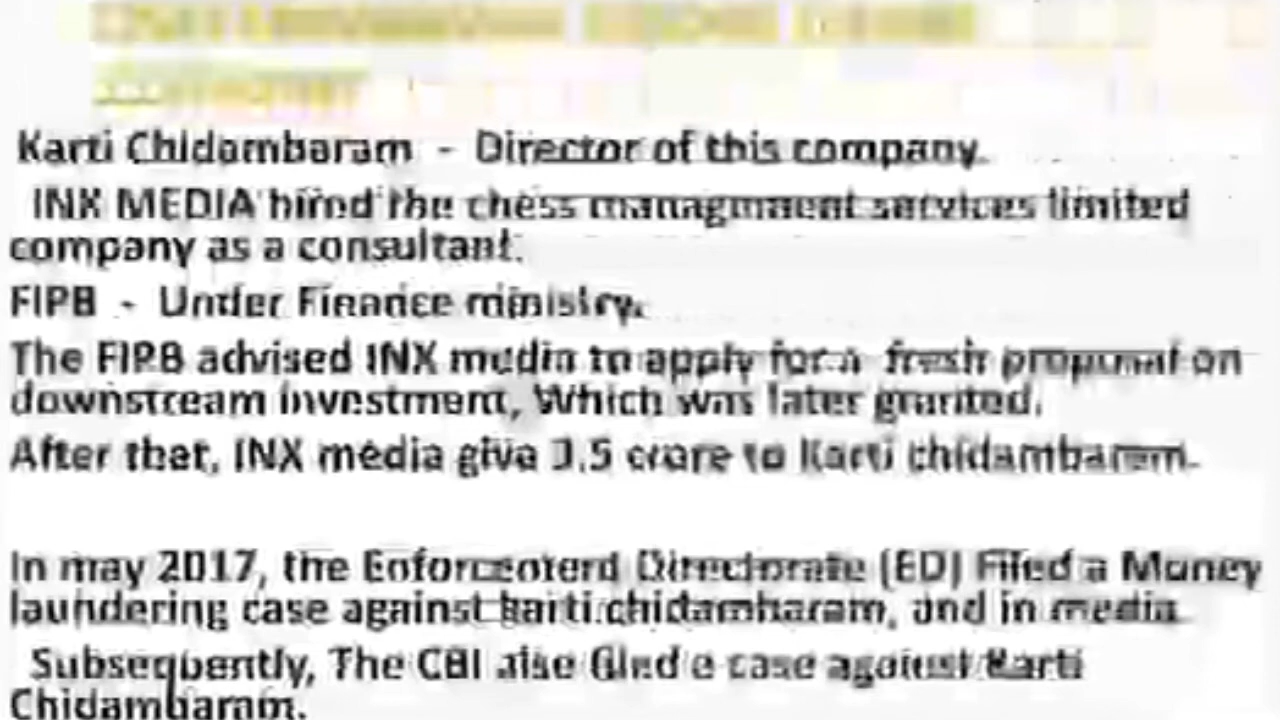 Karti Chidambaram - Director of this company.
INX MEDIA hired the chess managmaent services limited
company as a consultant.
FIPB - Under Finance ministry.
The FIPB advised INX media to apply for a fresh proposal on
downstream investment, Which was later granted.
After that, INX media give 3.5 crore to Karti chidambaram.
In may 2017, the Directorate (ED) Filed a Money
laundering case against karti chidambaram, and in media.
Subseqbently, The CBI also filed a case against Karti
Chidambaram.